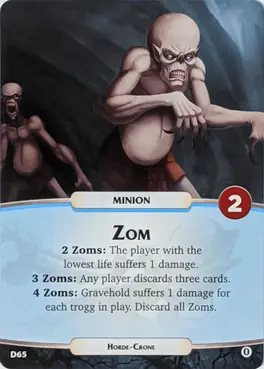 MINION
2
ZOM
2 Zoms: The player with the
lowest life suffers 1 damage.
3 Zoms: Any player discards three cards.
4 Zoms: Gravehold suffers 1 damage for
each trogg in play. Discard all Zoms.
HORDE-CRONE
D65
0